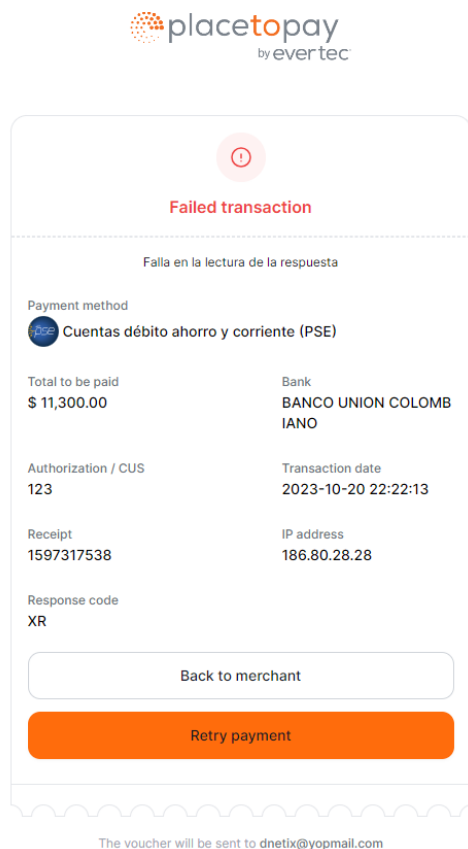 placetopay
by evertec
Failed transaction
Falla en la lectura de la respuesta
Payment method
pse Cuentas débito ahorro y corriente (PSE)
Total to be paid
$ 11,300.00
Bank
BANCO UNION COLOMB
IANO
Authorization / CUS
123
Transaction date
2023-10-20 22:22:13
Receipt
1597317538
IP address
186.80.28.28
Response code
XR
Back to merchant
Retry payment
The voucher will be sent to dnetix@yopmail.com